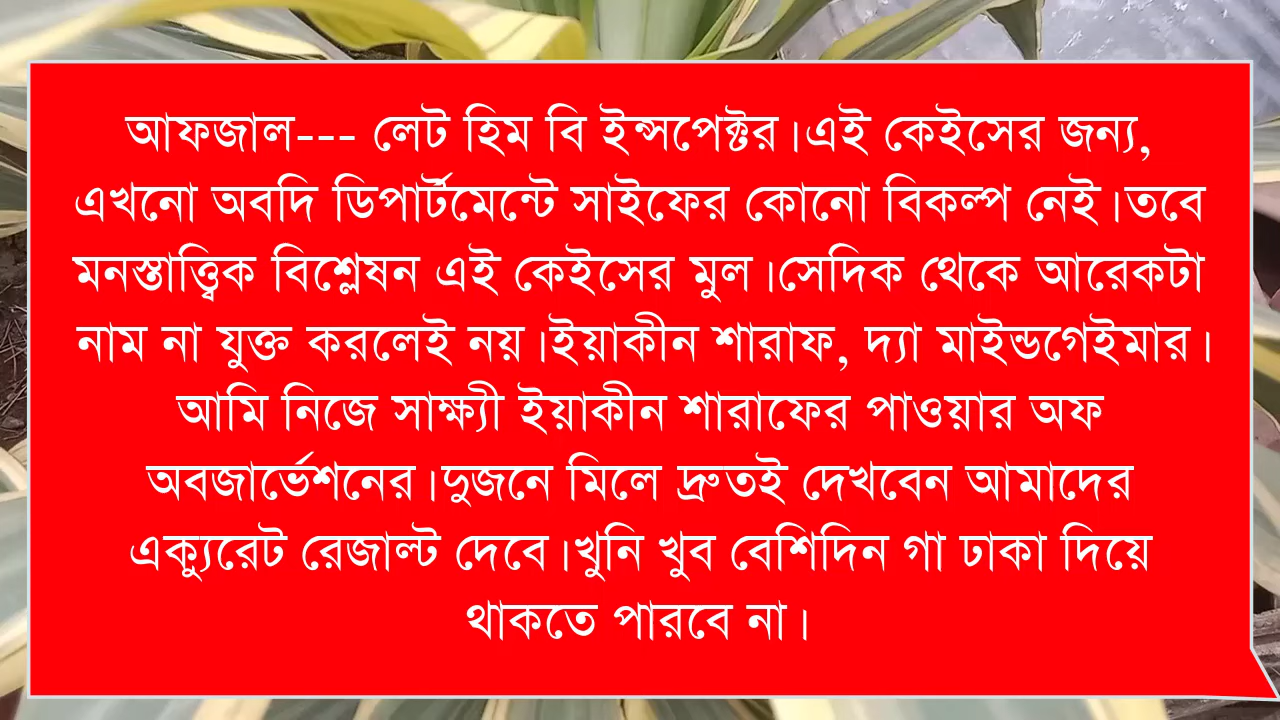 আফজাল--- লেট হিম বি ইন্সপেক্টর।এই কেইসের জন্য,
এখনো অবদি ডিপার্টমেন্টে সাইফের কোনো বিকল্প নেই।তবে
মনস্তাত্ত্বিক বিশ্লেষন এই কেইসের মুল।সেদিক থেকে আরেকটা
নাম না যুক্ত করলেই নয়।ইয়াকীন শারাফ, দ্যা মাইন্ডগেইমার।
আমি নিজে সাক্ষ্যী ইয়াকীন শারাফের পাওয়ার অফ
অবজার্ভেশনের।দুজনে মিলে দ্রুতই দেখবেন আমাদের
এক্যুরেট রেজাল্ট দেবে।খুনি খুব বেশিদিন গা ঢাকা দিয়ে
থাকতে পারবে না।